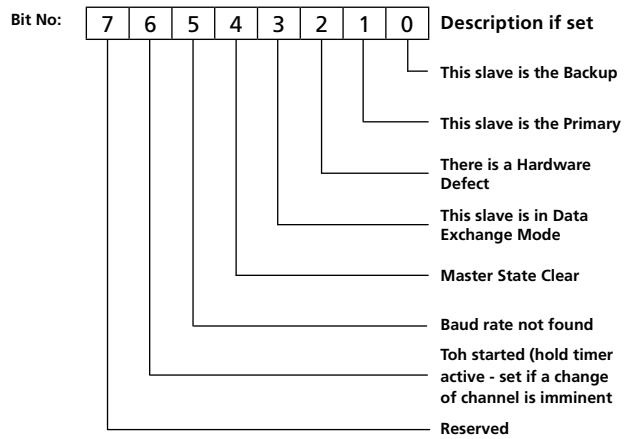 Bit No: 7 6 5 4 3 2 1 0 Description if set
This slave is the Backup
This slave is the Primary
There is a Hardware
Defect
This slave is in Data
Exchange Mode
Master State Clear
Baud rate not found
Toh started (hold timer
active - set if a change
of channel is imminent
Reserved